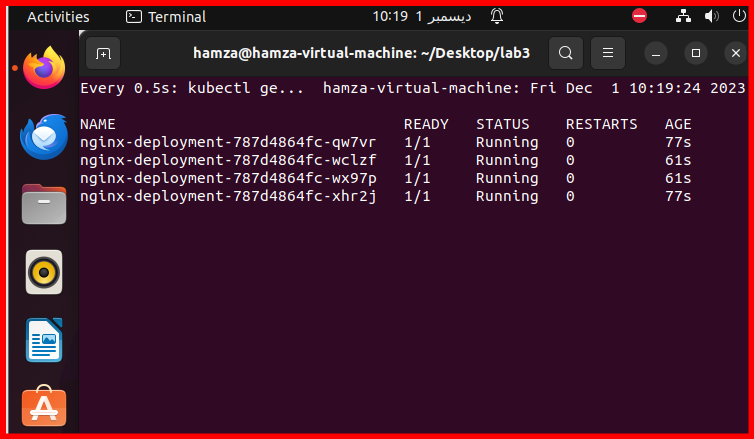 Activities Terminal 10:19 1 ديسمبر
hamza@hamza-virtual-machine: ~/Desktop/lab3
Every 0.5s: kubectl ge... hamza-virtual-machine: Fri Dec 1 10:19:24 2023
NAME READY STATUS RESTARTS AGE
nginx-deployment-787d4864fc-qw7vr 1/1 Running 0 77s
nginx-deployment-787d4864fc-wclzf 1/1 Running 0 61s
nginx-deployment-787d4864fc-wx97p 1/1 Running 0 61s
nginx-deployment-787d4864fc-xhr2j 1/1 Running 0 77s